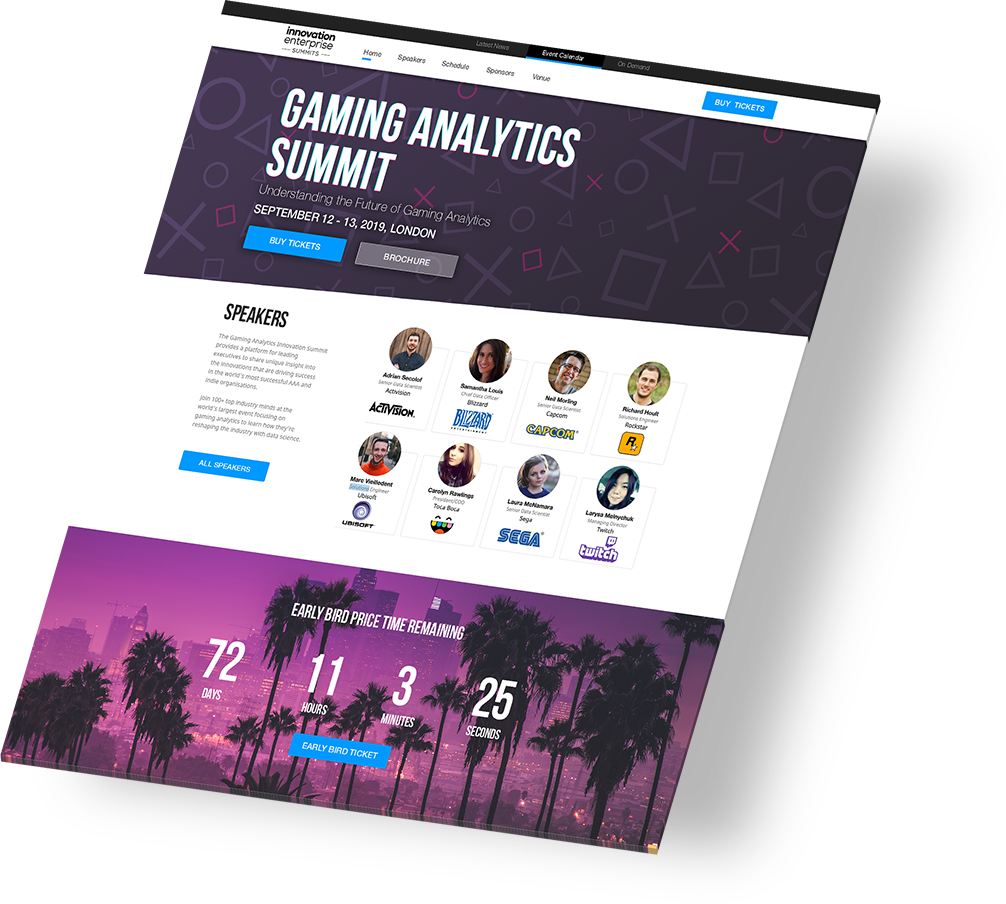 Latest News
Event Calendar
On Demand
innovation
enterprise
SUMMITS
Home
Speakers
Schedule
Sponsors
Venue
BUY TICKETS
GAMING ANALYTICS
SUMMIT
Understanding the Future of Gaming Analytics
SEPTEMBER 12 - 13, 2019, LONDON
BUY TICKETS
BROCHURE
SPEAKERS
The Gaming Analytics Innovation Summit
provides a platform for leading
executives to share unique insight into
the innovations that are driving success
in the world's most successful AAA and
indie organisations.
Join 100+ top industry minds at the
world's largest event focusing on
gaming analytics to learn how they're
reshaping the industry with data science.
ALL SPEAKERS
Adrian Secolof
Senior Data Scientist
Activision
ACTIVISION.
Samantha Louis
Chief Data Officer
Blizzard
BLIZZARD
ENTERTAINMENT
Neil Morling
Senior Data Scientist
Capcom
CAPCOM
Richard Hoult
Solutions Engineer
Rockstar
R
Marc Vieilledent
Solutions Engineer
Ubisoft
UBISOFT
Carolyn Rawlings
President/COO
Toca Boca
Laura McNamara
Senior Data Scientist
Sega
SEGA
Larysa Melnychuk
Managing Director
Twitch
twitch
EARLY BIRD PRICE TIME REMAINING
72
DAYS
11
HOURS
3
MINUTES
25
SECONDS
EARLY BIRD TICKET